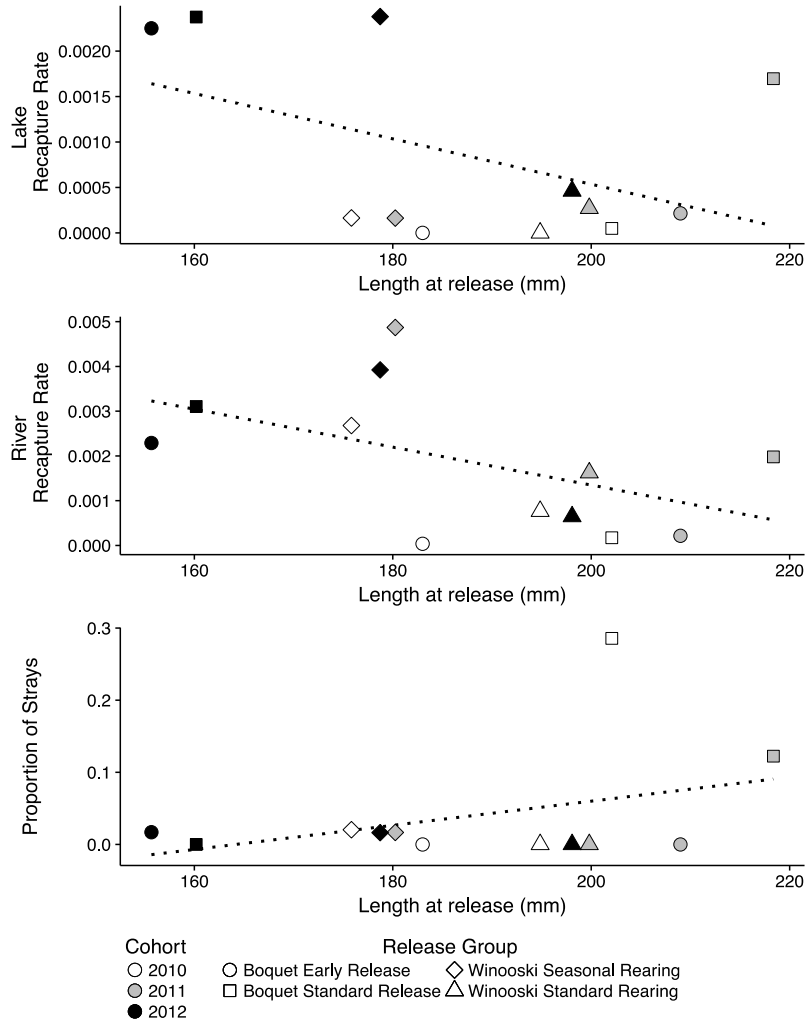 Lake
Recapture Rate
0.0020
0.0015
0.0010
0.0005
0.0000
160 180 200 220
Length at release (mm)
River
Recapture Rate
0.005
0.004
0.003
0.002
0.001
0.000
160 180 200 220
Length at release (mm)
Proportion of Strays
0.3
0.2
0.1
0.0
160 180 200 220
Length at release (mm)
Cohort Release Group
2010 Boquet Early Release Winooski Seasonal Rearing
2011 Boquet Standard Release Winooski Standard Rearing
2012